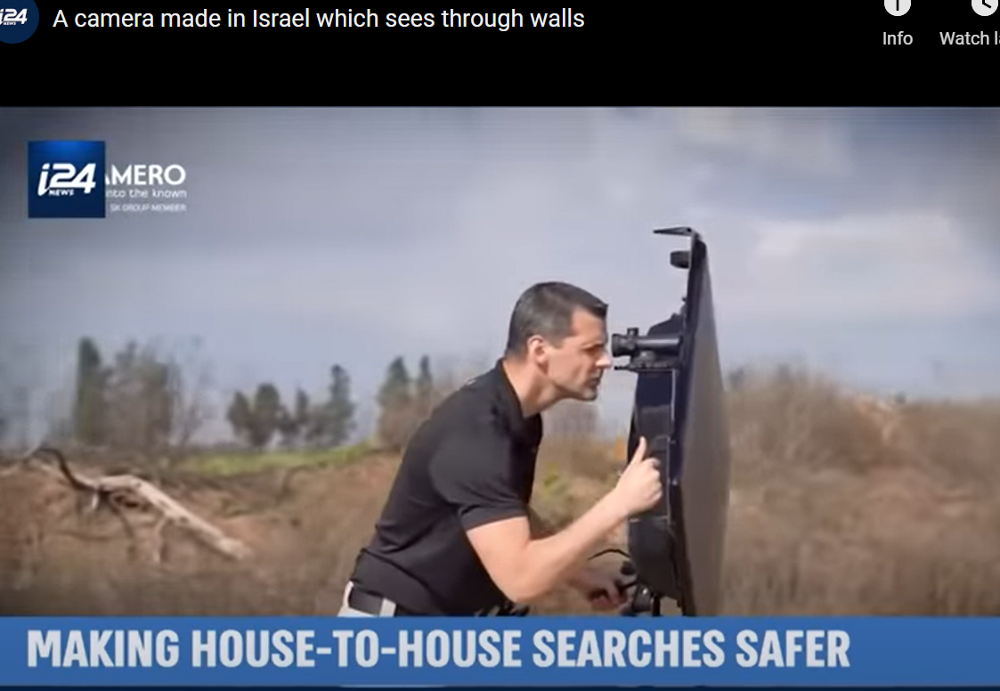 i24
NEWS
A camera made in Israel which sees through walls
Info
Watch la
i24
NEWS
AMERO
into the known
SK GROUP MEMBER
MAKING HOUSE-TO-HOUSE SEARCHES SAFER